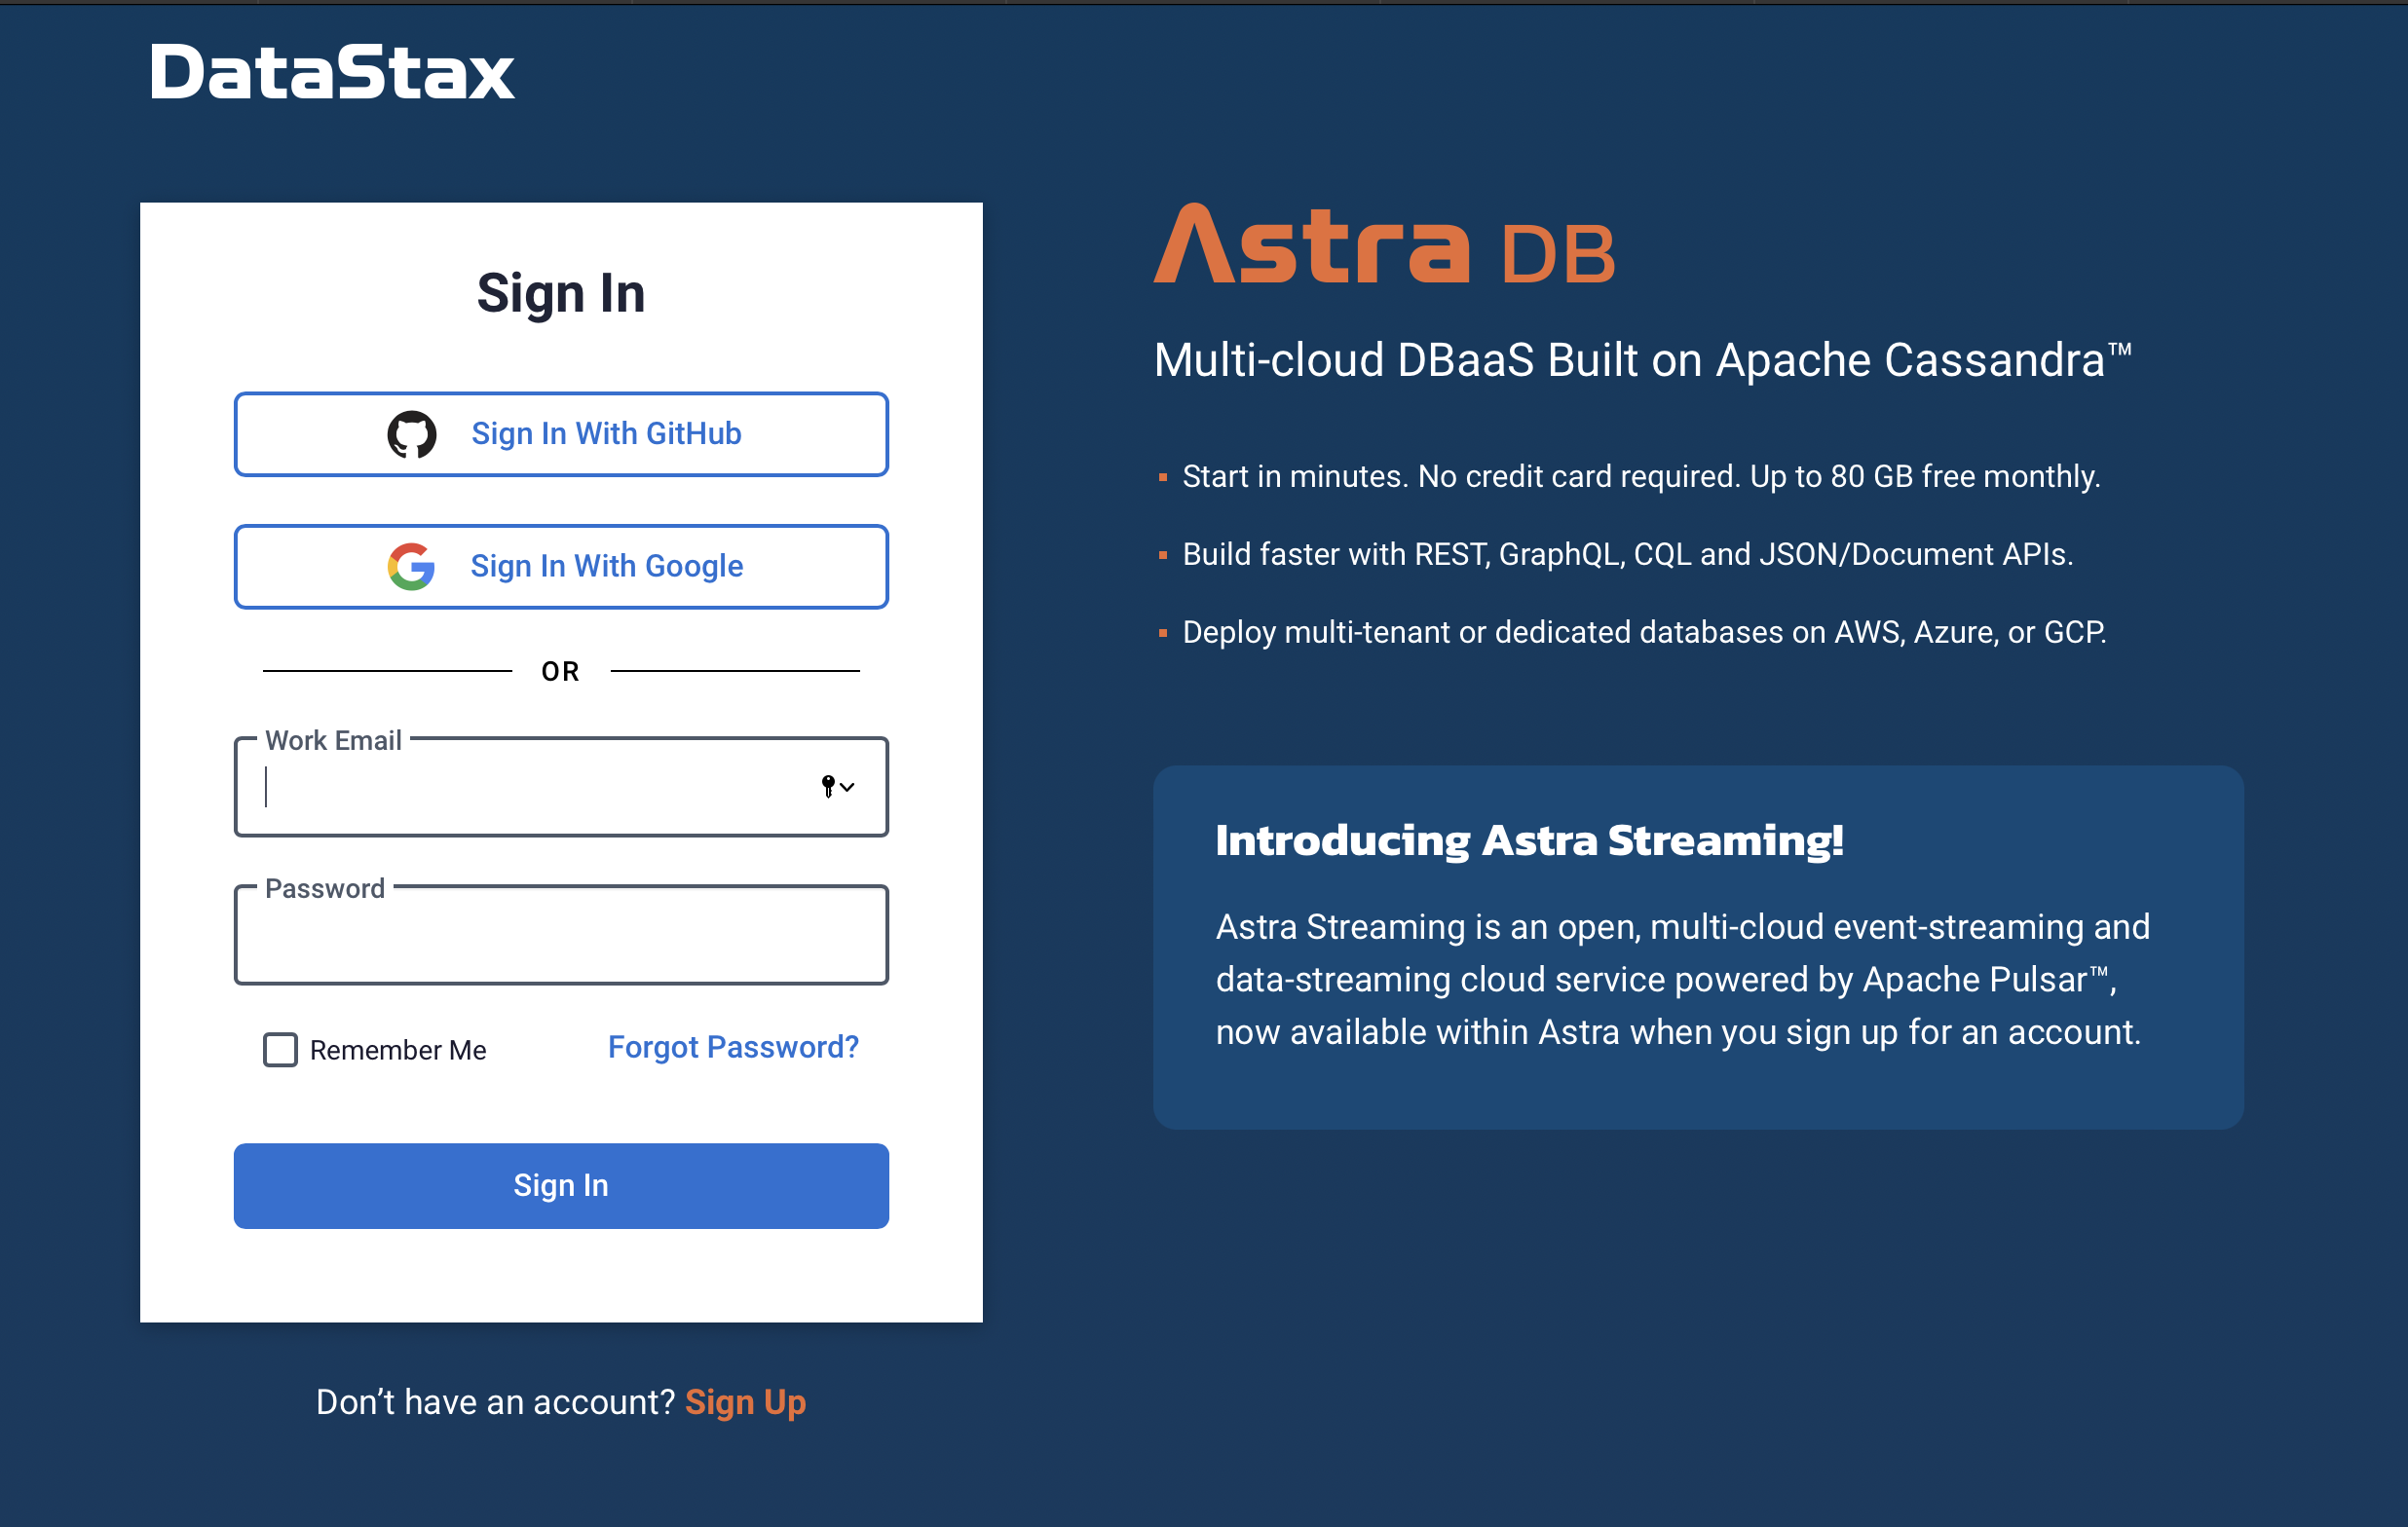 DataStax
Sign In
Sign In With GitHub
Sign In With Google
OR
Work Email
Password
Remember Me
Forgot Password?
Sign In
Don’t have an account? Sign Up
Astra DB
Multi-cloud DBaaS Built on Apache Cassandra™
Start in minutes. No credit card required. Up to 80 GB free monthly.
Build faster with REST, GraphQL, CQL and JSON/Document APIs.
Deploy multi-tenant or dedicated databases on AWS, Azure, or GCP.
Introducing Astra Streaming!
Astra Streaming is an open, multi-cloud event-streaming and
data-streaming cloud service powered by Apache Pulsar™,
now available within Astra when you sign up for an account.